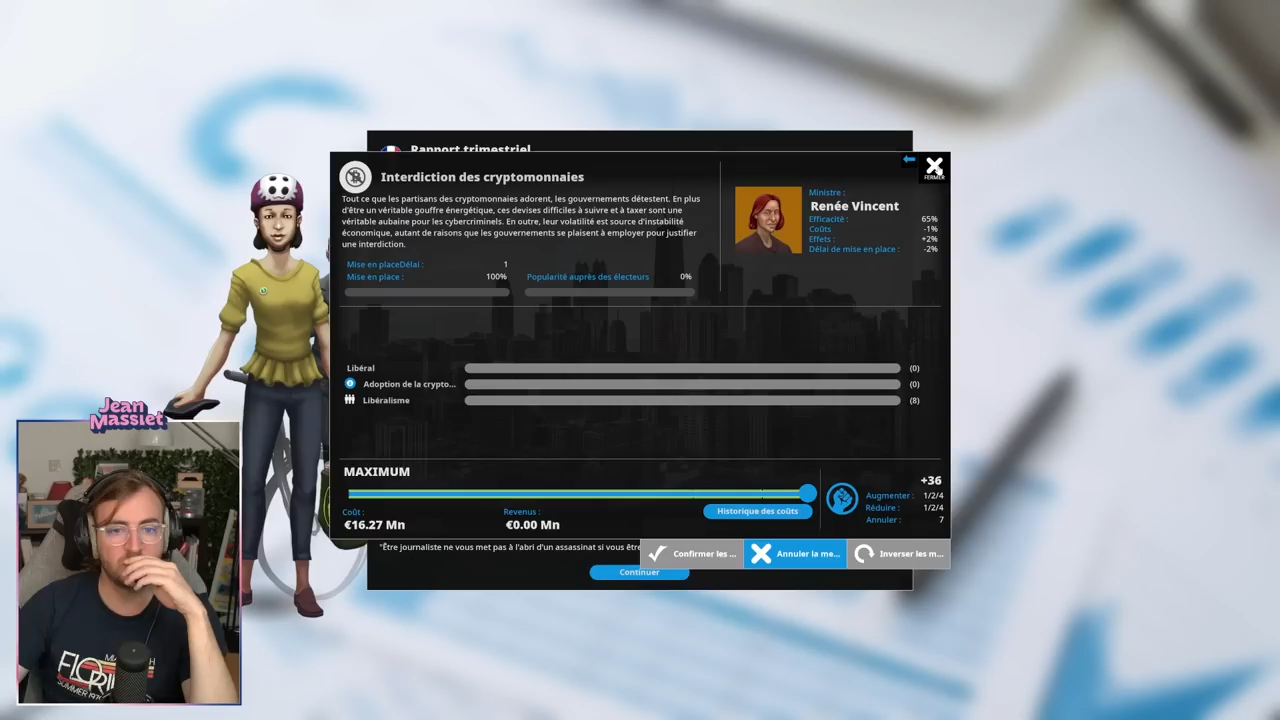 Rapport trimestriel
FERMER
Interdiction des cryptomonnaies
Tout ce que les partisans des cryptomonnaies adorent, les gouvernements détestent. En plus
d'être un véritable gouffre énergétique, ces devises difficiles à suivre et à taxer sont une
véritable aubaine pour les cybercriminels. En outre, leur volatilité est source d'instabilité
économique, autant de raisons que les gouvernements se plaisent à employer pour justifier
une interdiction.
Ministre :
Renée Vincent
Efficacité : 65%
Coûts -1%
Effets : +2%
Délai de mise en place : -2%
Mise en placeDélai : 1
Mise en place : 100%
Popularité auprès des électeurs 0%
Libéral (0)
Adoption de la crypto... (0)
Libéralisme (8)
MAXIMUM
Coût :
€16.27 Mn
Revenus :
€0.00 Mn
Historique des coûts
+36
Augmenter : 1/2/4
Réduire : 1/2/4
Annuler : 7
"Être journaliste ne vous met pas à l'abri d'un assassinat si vous être
Confirmer les ...
Annuler la me...
Inverser les m...
Continuer
Jean
Massiet
SUMMER